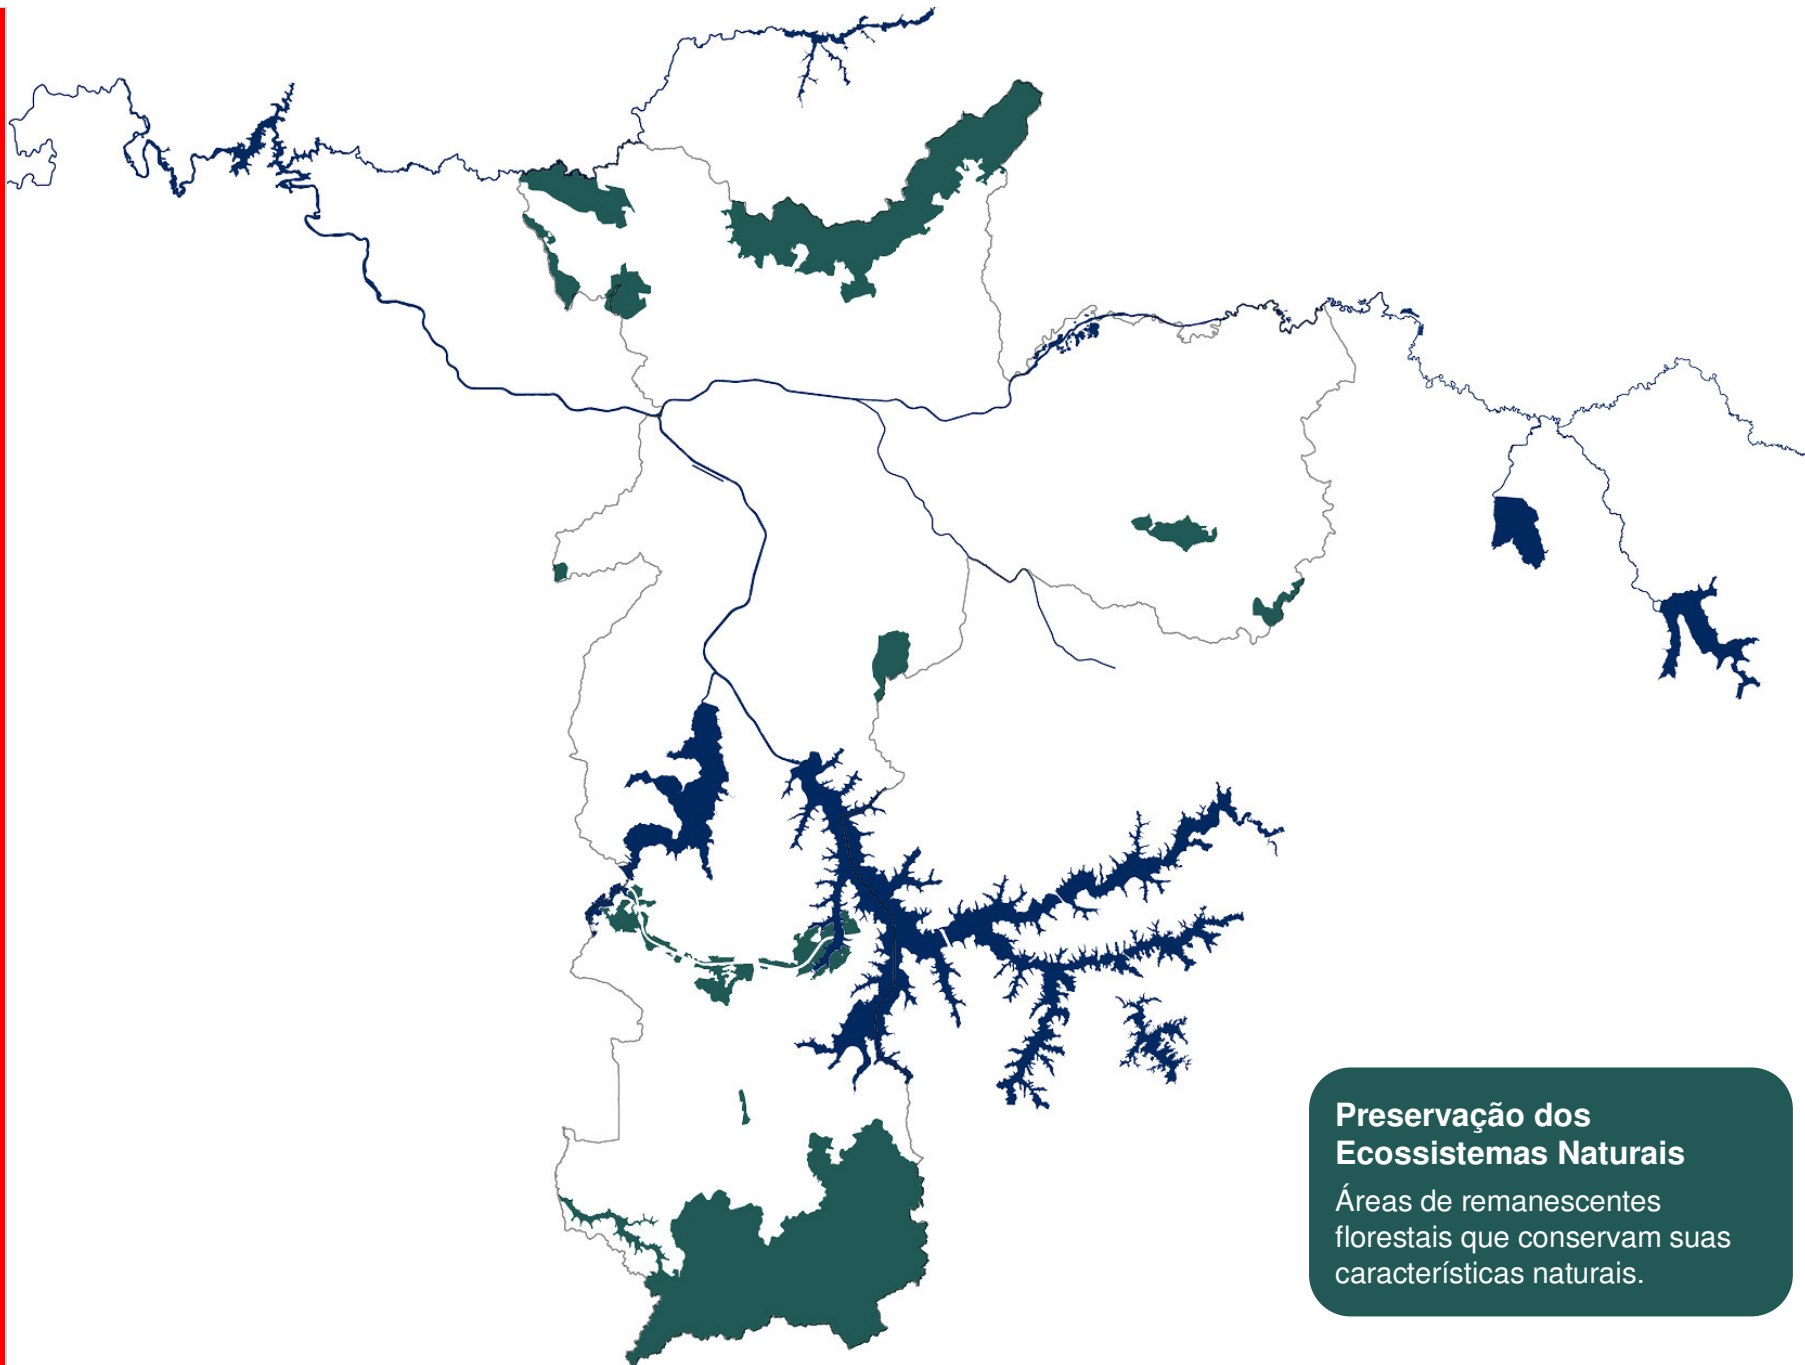 Preservação dos
Ecossistemas Naturais
Áreas de remanescentes
florestais que conservam suas
características naturais.